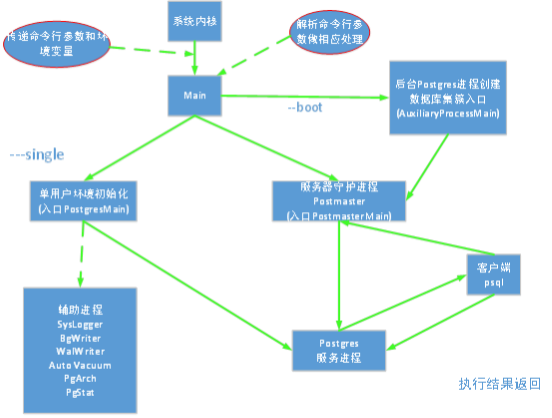 系统内核
传递命令行参数和环
境变量
解析命令行参
数做相应处理
Main
--boot
后台Postgres进程创建
数据库集簇入口
(AuxiliaryProcessMain)
---single
单用户环境初始化
(入口PostgresMain)
服务器守护进程
Postmaster
(入口PostmasterMain)
客户端
psql
辅助进程
SysLogger
BgWriter
WalWriter
Auto Vacuum
PgArch
PgStat
Postgres
服务进程
执行结果返回